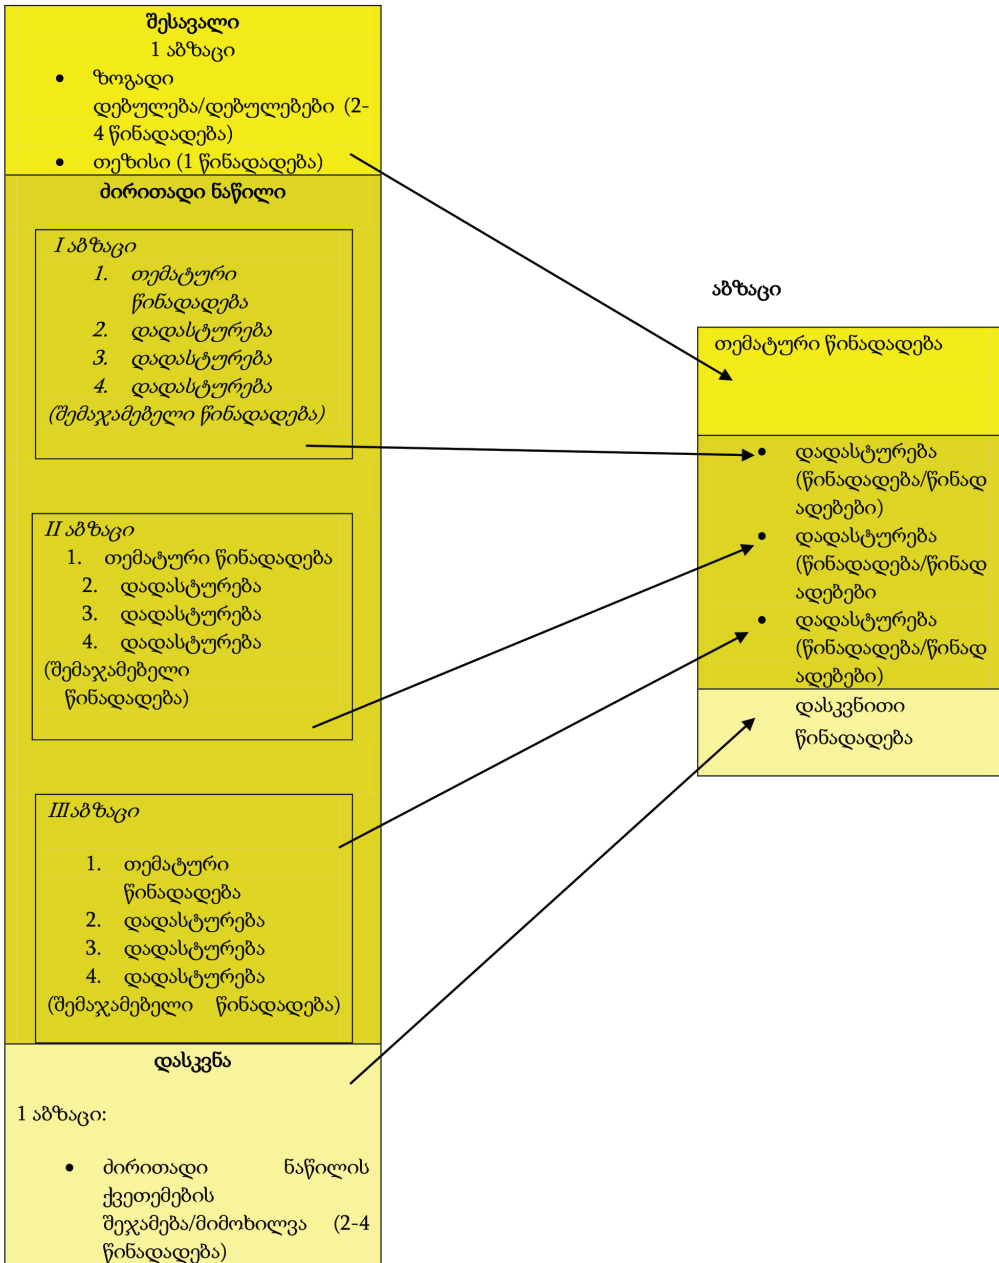 შესავალი
1 აბზაცი
• ზოგადი
დებულება/დებულებები (2-
4 წინადადება)
• თეზისი (1 წინადადება)
ძირითადი ნაწილი
I აბზაცი
1. თემატური
წინადადება
2. დადასტურება
3. დადასტურება
4. დადასტურება
(შემაჯამებელი წინადადება)
II აბზაცი
1. თემატური წინადადება
2. დადასტურება
3. დადასტურება
4. დადასტურება
(შემაჯამებელი
წინადადება)
III აბზაცი
1. თემატური
წინადადება
2. დადასტურება
3. დადასტურება
4. დადასტურება
(შემაჯამებელი წინადადება)
დასკვნა
1 აბზაცი:
• ძირითადი ნაწილის
ქვეთემების
შეჯამება/მიმოხილვა (2-4
წინადადება)
აბზაცი
თემატური წინადადება
• დადასტურება
(წინადადება/წინად
ადებები)
• დადასტურება
(წინადადება/წინად
ადებები
• დადასტურება
(წინადადება/წინად
ადებები)
დასკვნითი
წინადადება